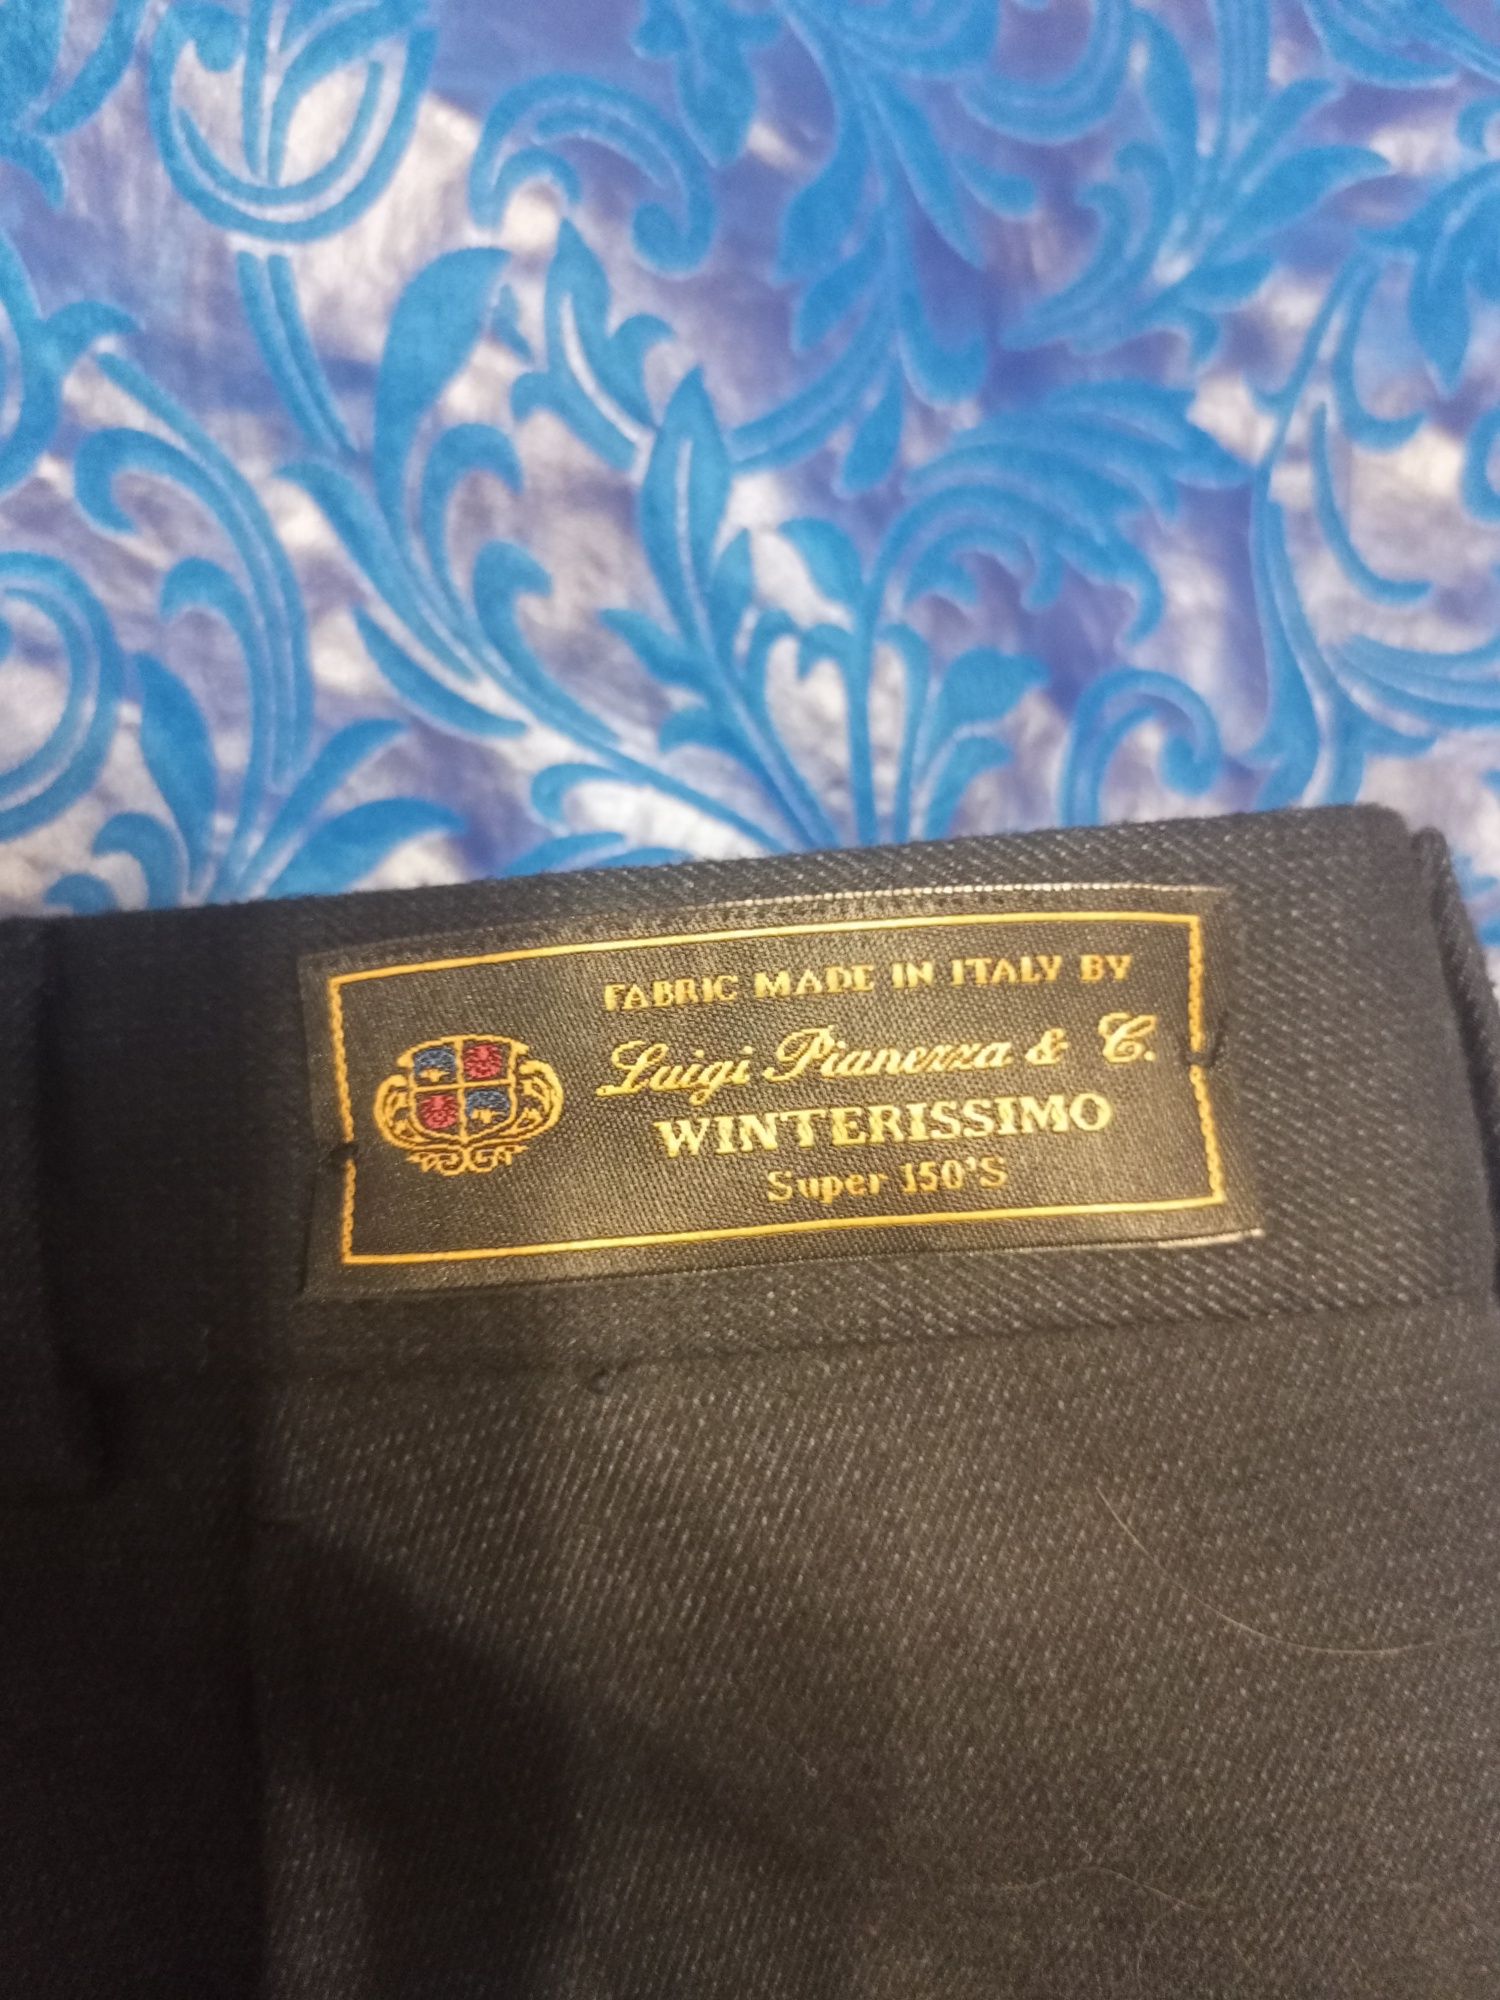 FABRIC MADE IN ITALY BY
Luigi Pianezza & C.
WINTERISSIMO
Super 150'S